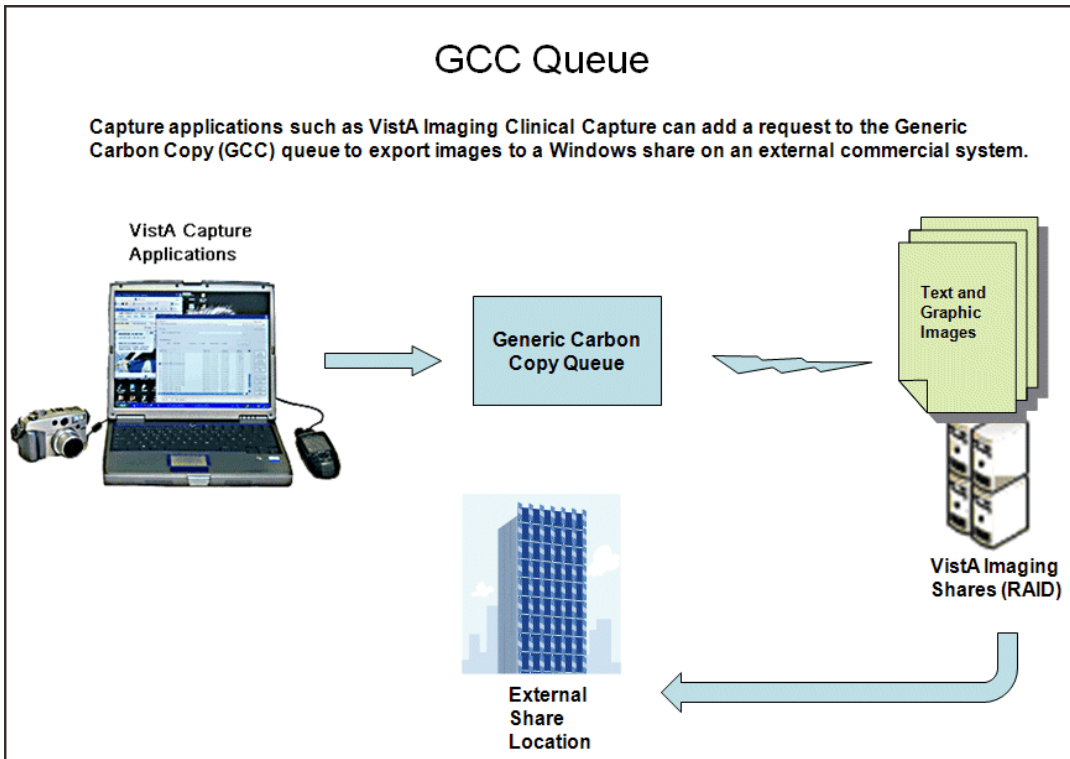 GCC Queue
Capture applications such as VistA Imaging Clinical Capture can add a request to the Generic
Carbon Copy (GCC) queue to export images to a Windows share on an external commercial system.
VistA Capture
Applications
Generic Carbon
Copy Queue
Text and
Graphic
Images
VistA Imaging
Shares (RAID)
External
Share
Location